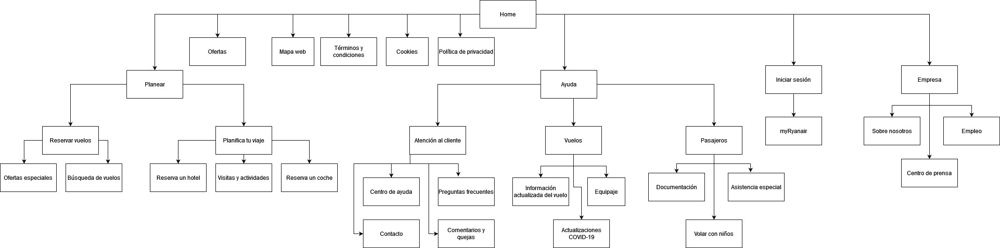 Home
Ofertas
Mapa web
Términos y
condiciones
Cookies
Política de privacidad
Planear
Ayuda
Iniciar sesión
Empresa
Reservar vuelos
Planifica tu viaje
Atención al cliente
Vuelos
Pasajeros
myRyanair
Sobre nosotros
Empleo
Ofertas especiales
Búsqueda de vuelos
Reserva un hotel
Visitas y actividades
Reserva un coche
Centro de ayuda
Preguntas frecuentes
Información
actualizada del vuelo
Equipaje
Documentación
Asistencia especial
Centro de prensa
Contacto
Comentarios y
quejas
Actualizaciones
COVID-19
Volar con niños